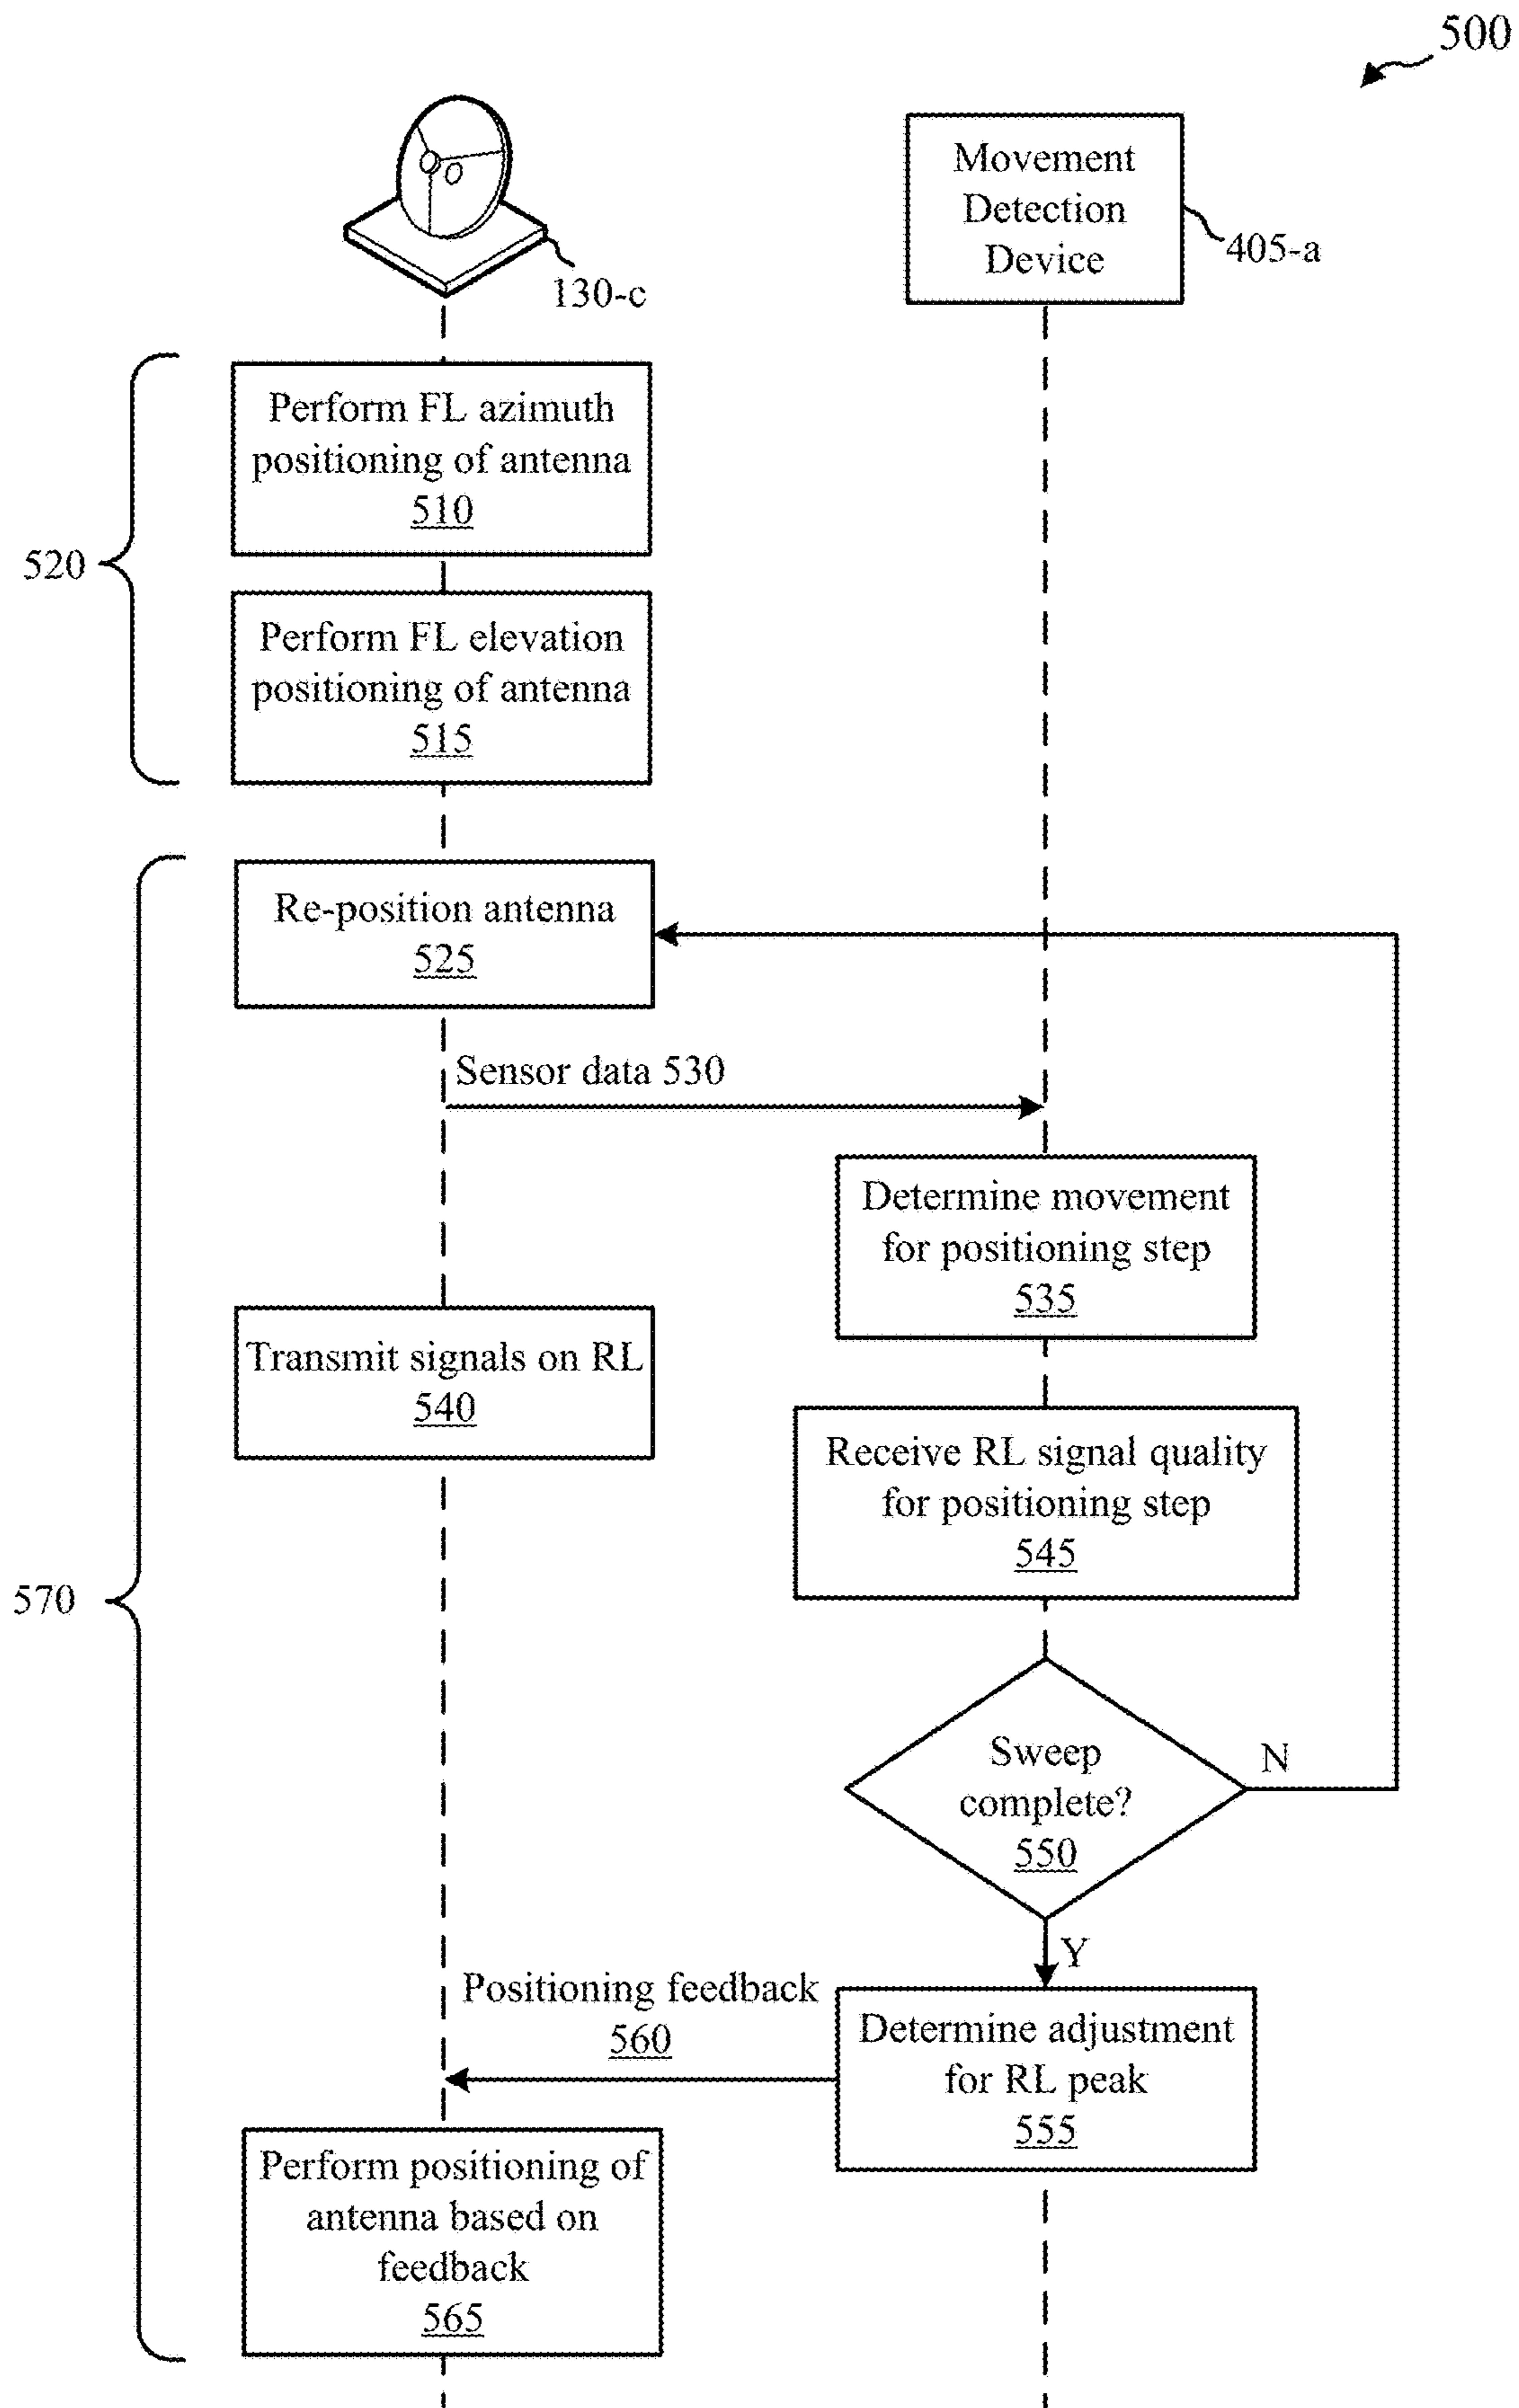 500
Movement
Detection
Device
405-a
130-c
Perform FL azimuth
positioning of antenna
510
520
Perform FL elevation
positioning of antenna
515
Re-position antenna
525
Sensor data 530
Determine movement
for positioning step
535
Transmit signals on RL
540
Receive RL signal quality
for positioning step
545
570
Sweep
complete?
550
N
Y
Positioning feedback
560
Determine adjustment
for RL peak
555
Perform positioning of
antenna based on
feedback
565